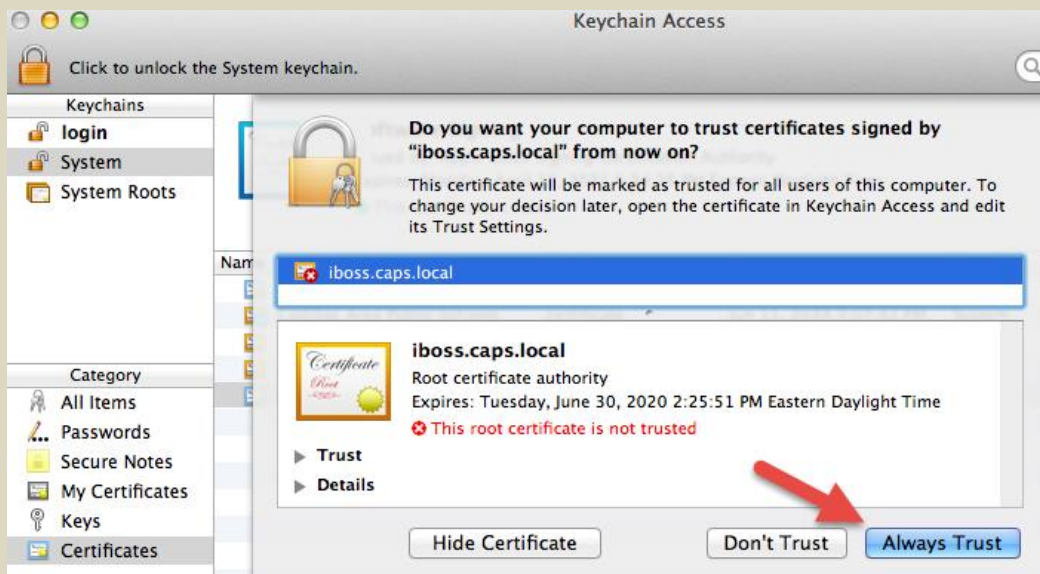 Keychain Access
Click to unlock the System keychain.
Keychains
login
System
System Roots
Category
All Items
Passwords
Secure Notes
My Certificates
Keys
Certificates
Nam
Do you want your computer to trust certificates signed by
“iboss.caps.local” from now on?
This certificate will be marked as trusted for all users of this computer. To
change your decision later, open the certificate in Keychain Access and edit
its Trust Settings.
iboss.caps.local
Certificate
Root
iboss.caps.local
Root certificate authority
Expires: Tuesday, June 30, 2020 2:25:51 PM Eastern Daylight Time
This root certificate is not trusted
Trust
Details
Hide Certificate
Don't Trust
Always Trust